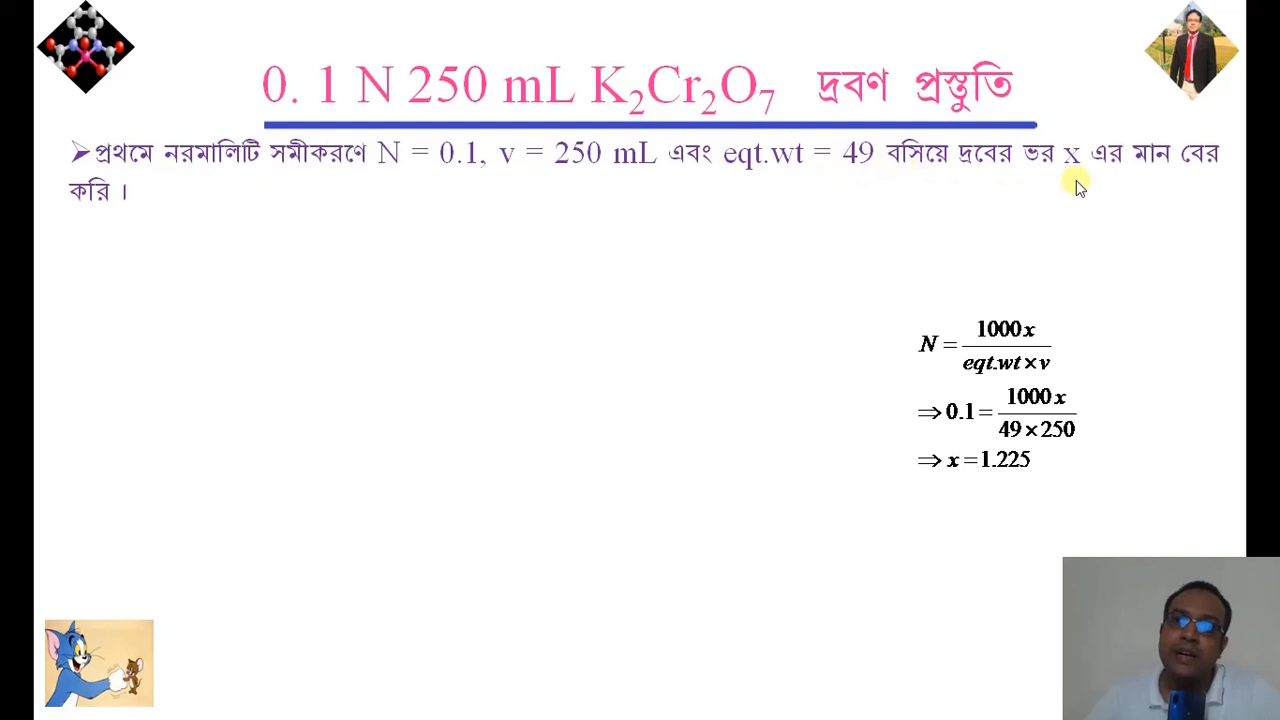 0. 1 N 250 mL K₂Cr₂O₇ দ্রবণ প্রস্তুতি
➢প্রথমে নরমালিটি সমীকরণে N = 0.1, v = 250 mL এবং eqt.wt = 49 বসিয়ে দ্রবের ভর x এর মান বের
করি ।
N = 1000x / eqt.wt × v
⇒ 0.1 = 1000x / 49 × 250
⇒ x = 1.225